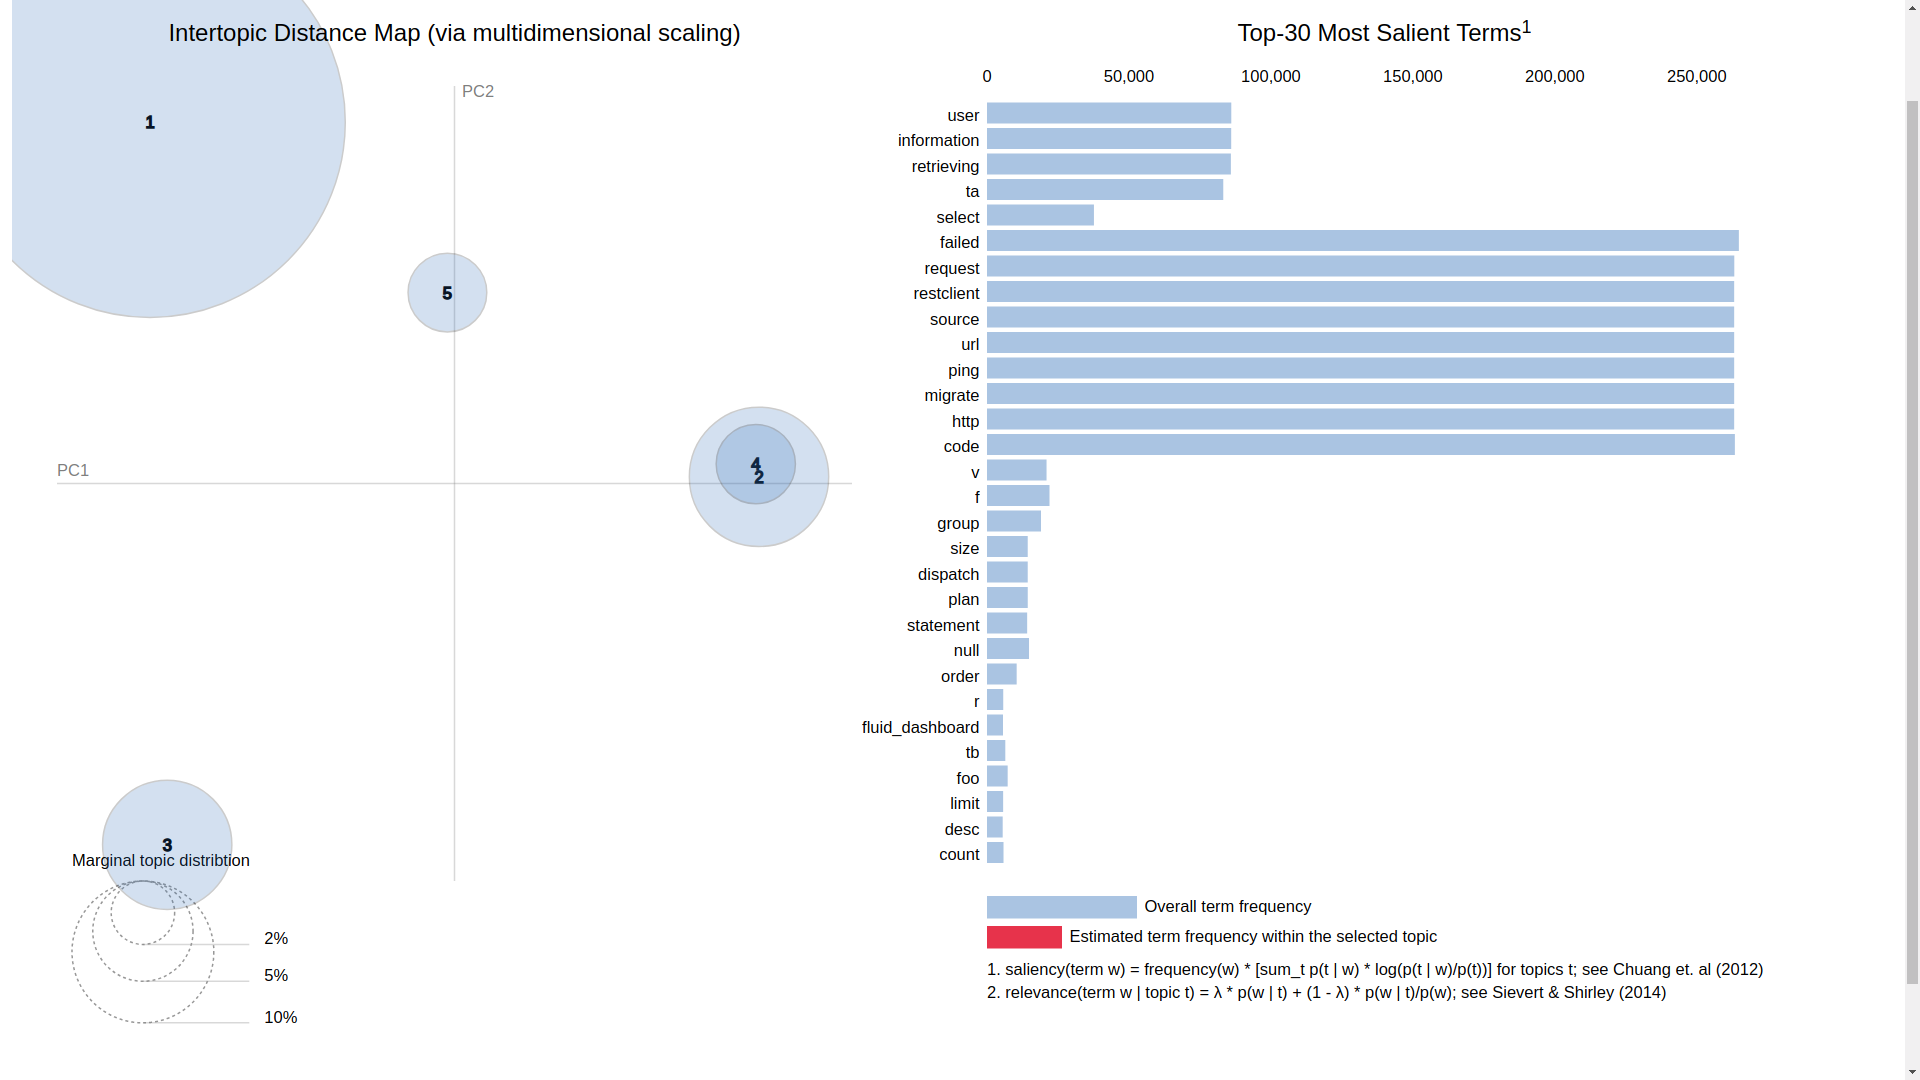 Intertopic Distance Map (via multidimensional scaling)
PC2
1
5
4
2
PC1
3
Marginal topic distribtion
2%
5%
10%
Top-30 Most Salient Terms1
0 50,000 100,000 150,000 200,000 250,000
user
information
retrieving
ta
select
failed
request
restclient
source
url
ping
migrate
http
code
v
f
group
size
dispatch
plan
statement
null
order
r
fluid_dashboard
tb
foo
limit
desc
count
Overall term frequency
Estimated term frequency within the selected topic
1. saliency(term w) = frequency(w) * [sum_t p(t | w) * log(p(t | w)/p(t))] for topics t; see Chuang et. al (2012)
2. relevance(term w | topic t) = λ * p(w | t) + (1 - λ) * p(w | t)/p(w); see Sievert & Shirley (2014)